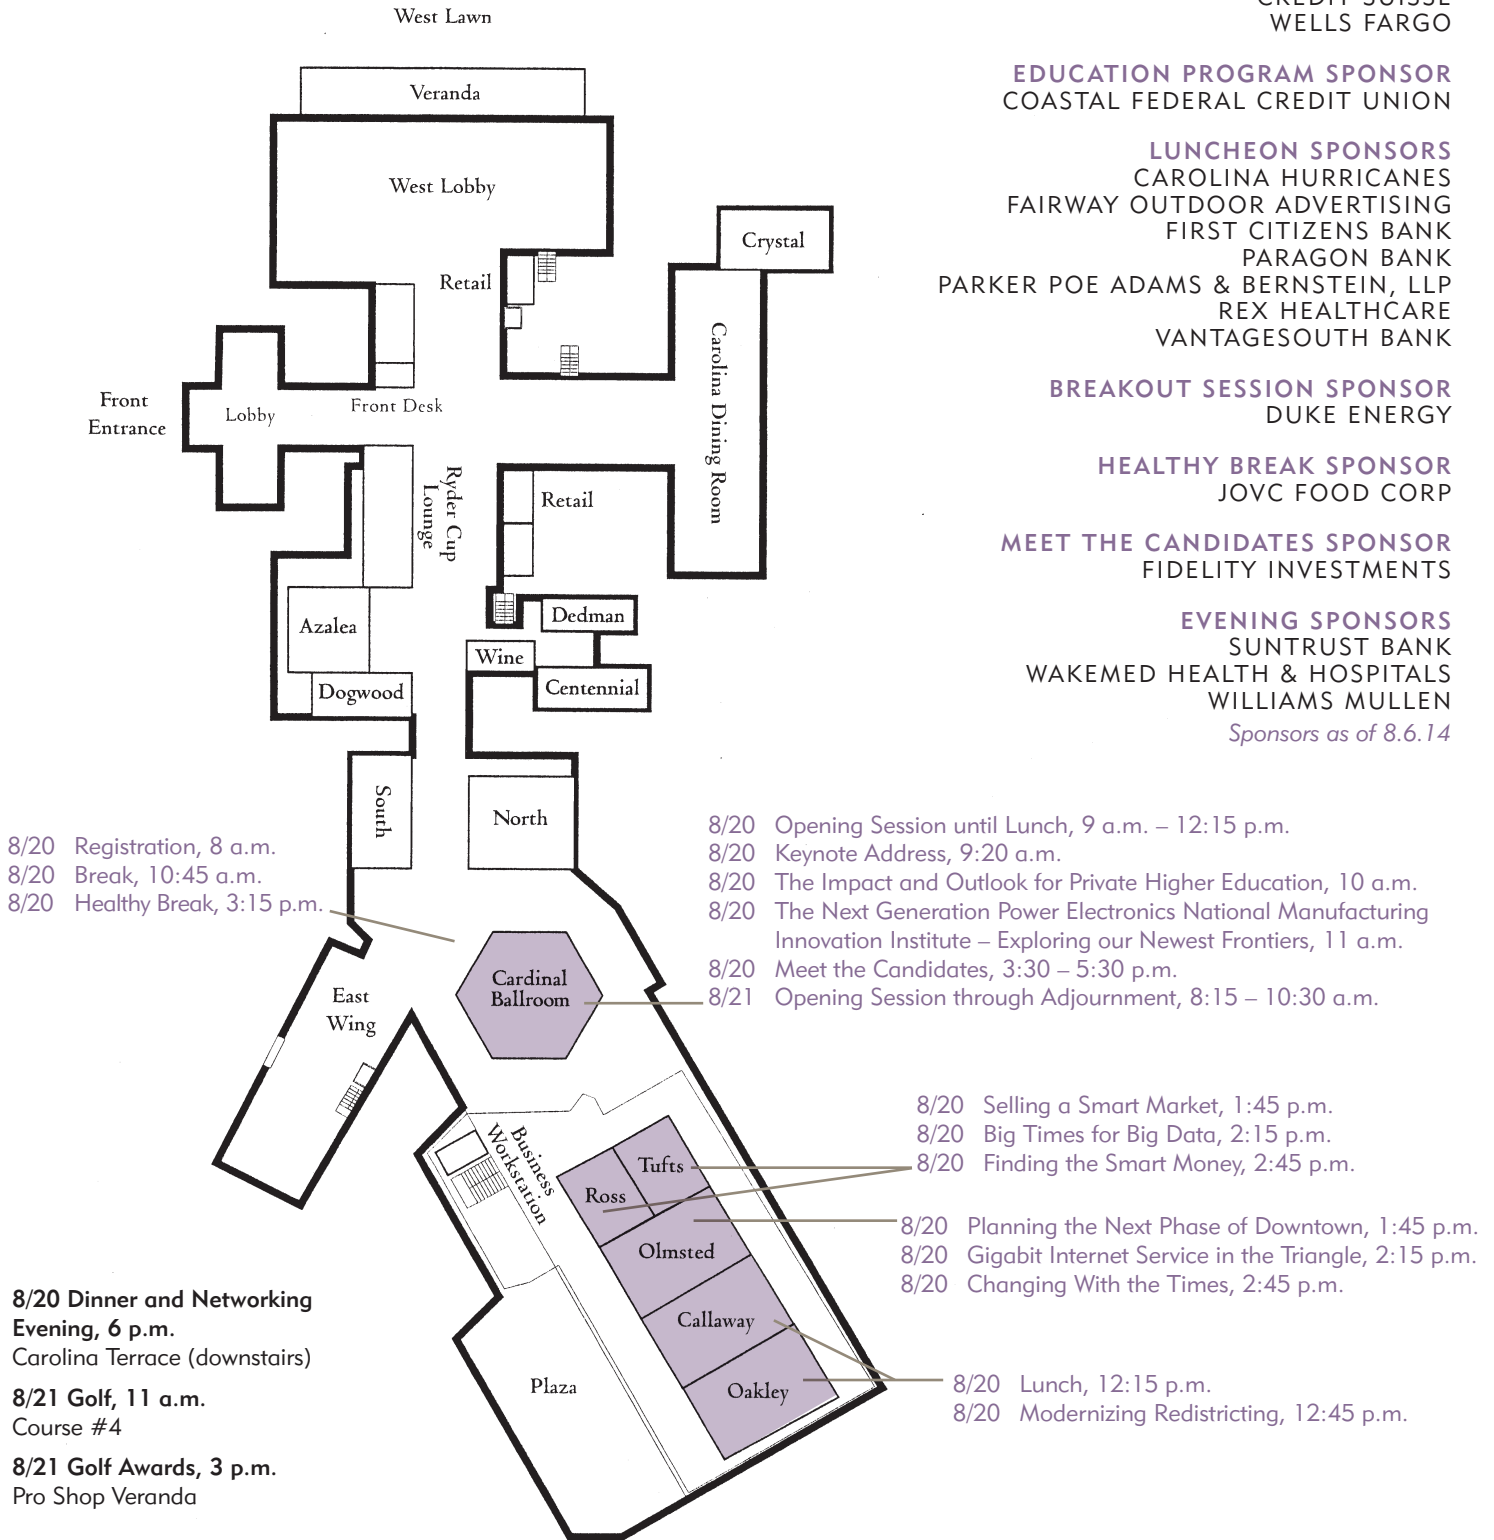 West Lawn
Veranda
West Lobby
Retail
Crystal
Carolina Dining Room
Front
Entrance
Lobby
Front Desk
Ryder Cup
Lounge
Retail
Azalea
Dedman
Wine
Dogwood
Centennial
South
North
CREDIT SUISSE
WELLS FARGO
EDUCATION PROGRAM SPONSOR
COASTAL FEDERAL CREDIT UNION
LUNCHEON SPONSORS
CAROLINA HURRICANES
FAIRWAY OUTDOOR ADVERTISING
FIRST CITIZENS BANK
PARAGON BANK
PARKER POE ADAMS & BERNSTEIN, LLP
REX HEALTHCARE
VANTAGESOUTH BANK
BREAKOUT SESSION SPONSOR
DUKE ENERGY
HEALTHY BREAK SPONSOR
JOVC FOOD CORP
MEET THE CANDIDATES SPONSOR
FIDELITY INVESTMENTS
EVENING SPONSORS
SUNTRUST BANK
WAKEMED HEALTH & HOSPITALS
WILLIAMS MULLEN
Sponsors as of 8.6.14
8/20 Registration, 8 a.m.
8/20 Break, 10:45 a.m.
8/20 Healthy Break, 3:15 p.m.
8/20 Opening Session until Lunch, 9 a.m. – 12:15 p.m.
8/20 Keynote Address, 9:20 a.m.
8/20 The Impact and Outlook for Private Higher Education, 10 a.m.
8/20 The Next Generation Power Electronics National Manufacturing
Innovation Institute – Exploring our Newest Frontiers, 11 a.m.
8/20 Meet the Candidates, 3:30 – 5:30 p.m.
8/21 Opening Session through Adjournment, 8:15 – 10:30 a.m.
Cardinal
Ballroom
East
Wing
Business
Workstation
Tufts
Ross
Olmsted
Callaway
Oakley
Plaza
8/20 Selling a Smart Market, 1:45 p.m.
8/20 Big Times for Big Data, 2:15 p.m.
8/20 Finding the Smart Money, 2:45 p.m.
8/20 Planning the Next Phase of Downtown, 1:45 p.m.
8/20 Gigabit Internet Service in the Triangle, 2:15 p.m.
8/20 Changing With the Times, 2:45 p.m.
8/20 Lunch, 12:15 p.m.
8/20 Modernizing Redistricting, 12:45 p.m.
8/20 Dinner and Networking
Evening, 6 p.m.
Carolina Terrace (downstairs)
8/21 Golf, 11 a.m.
Course #4
8/21 Golf Awards, 3 p.m.
Pro Shop Veranda